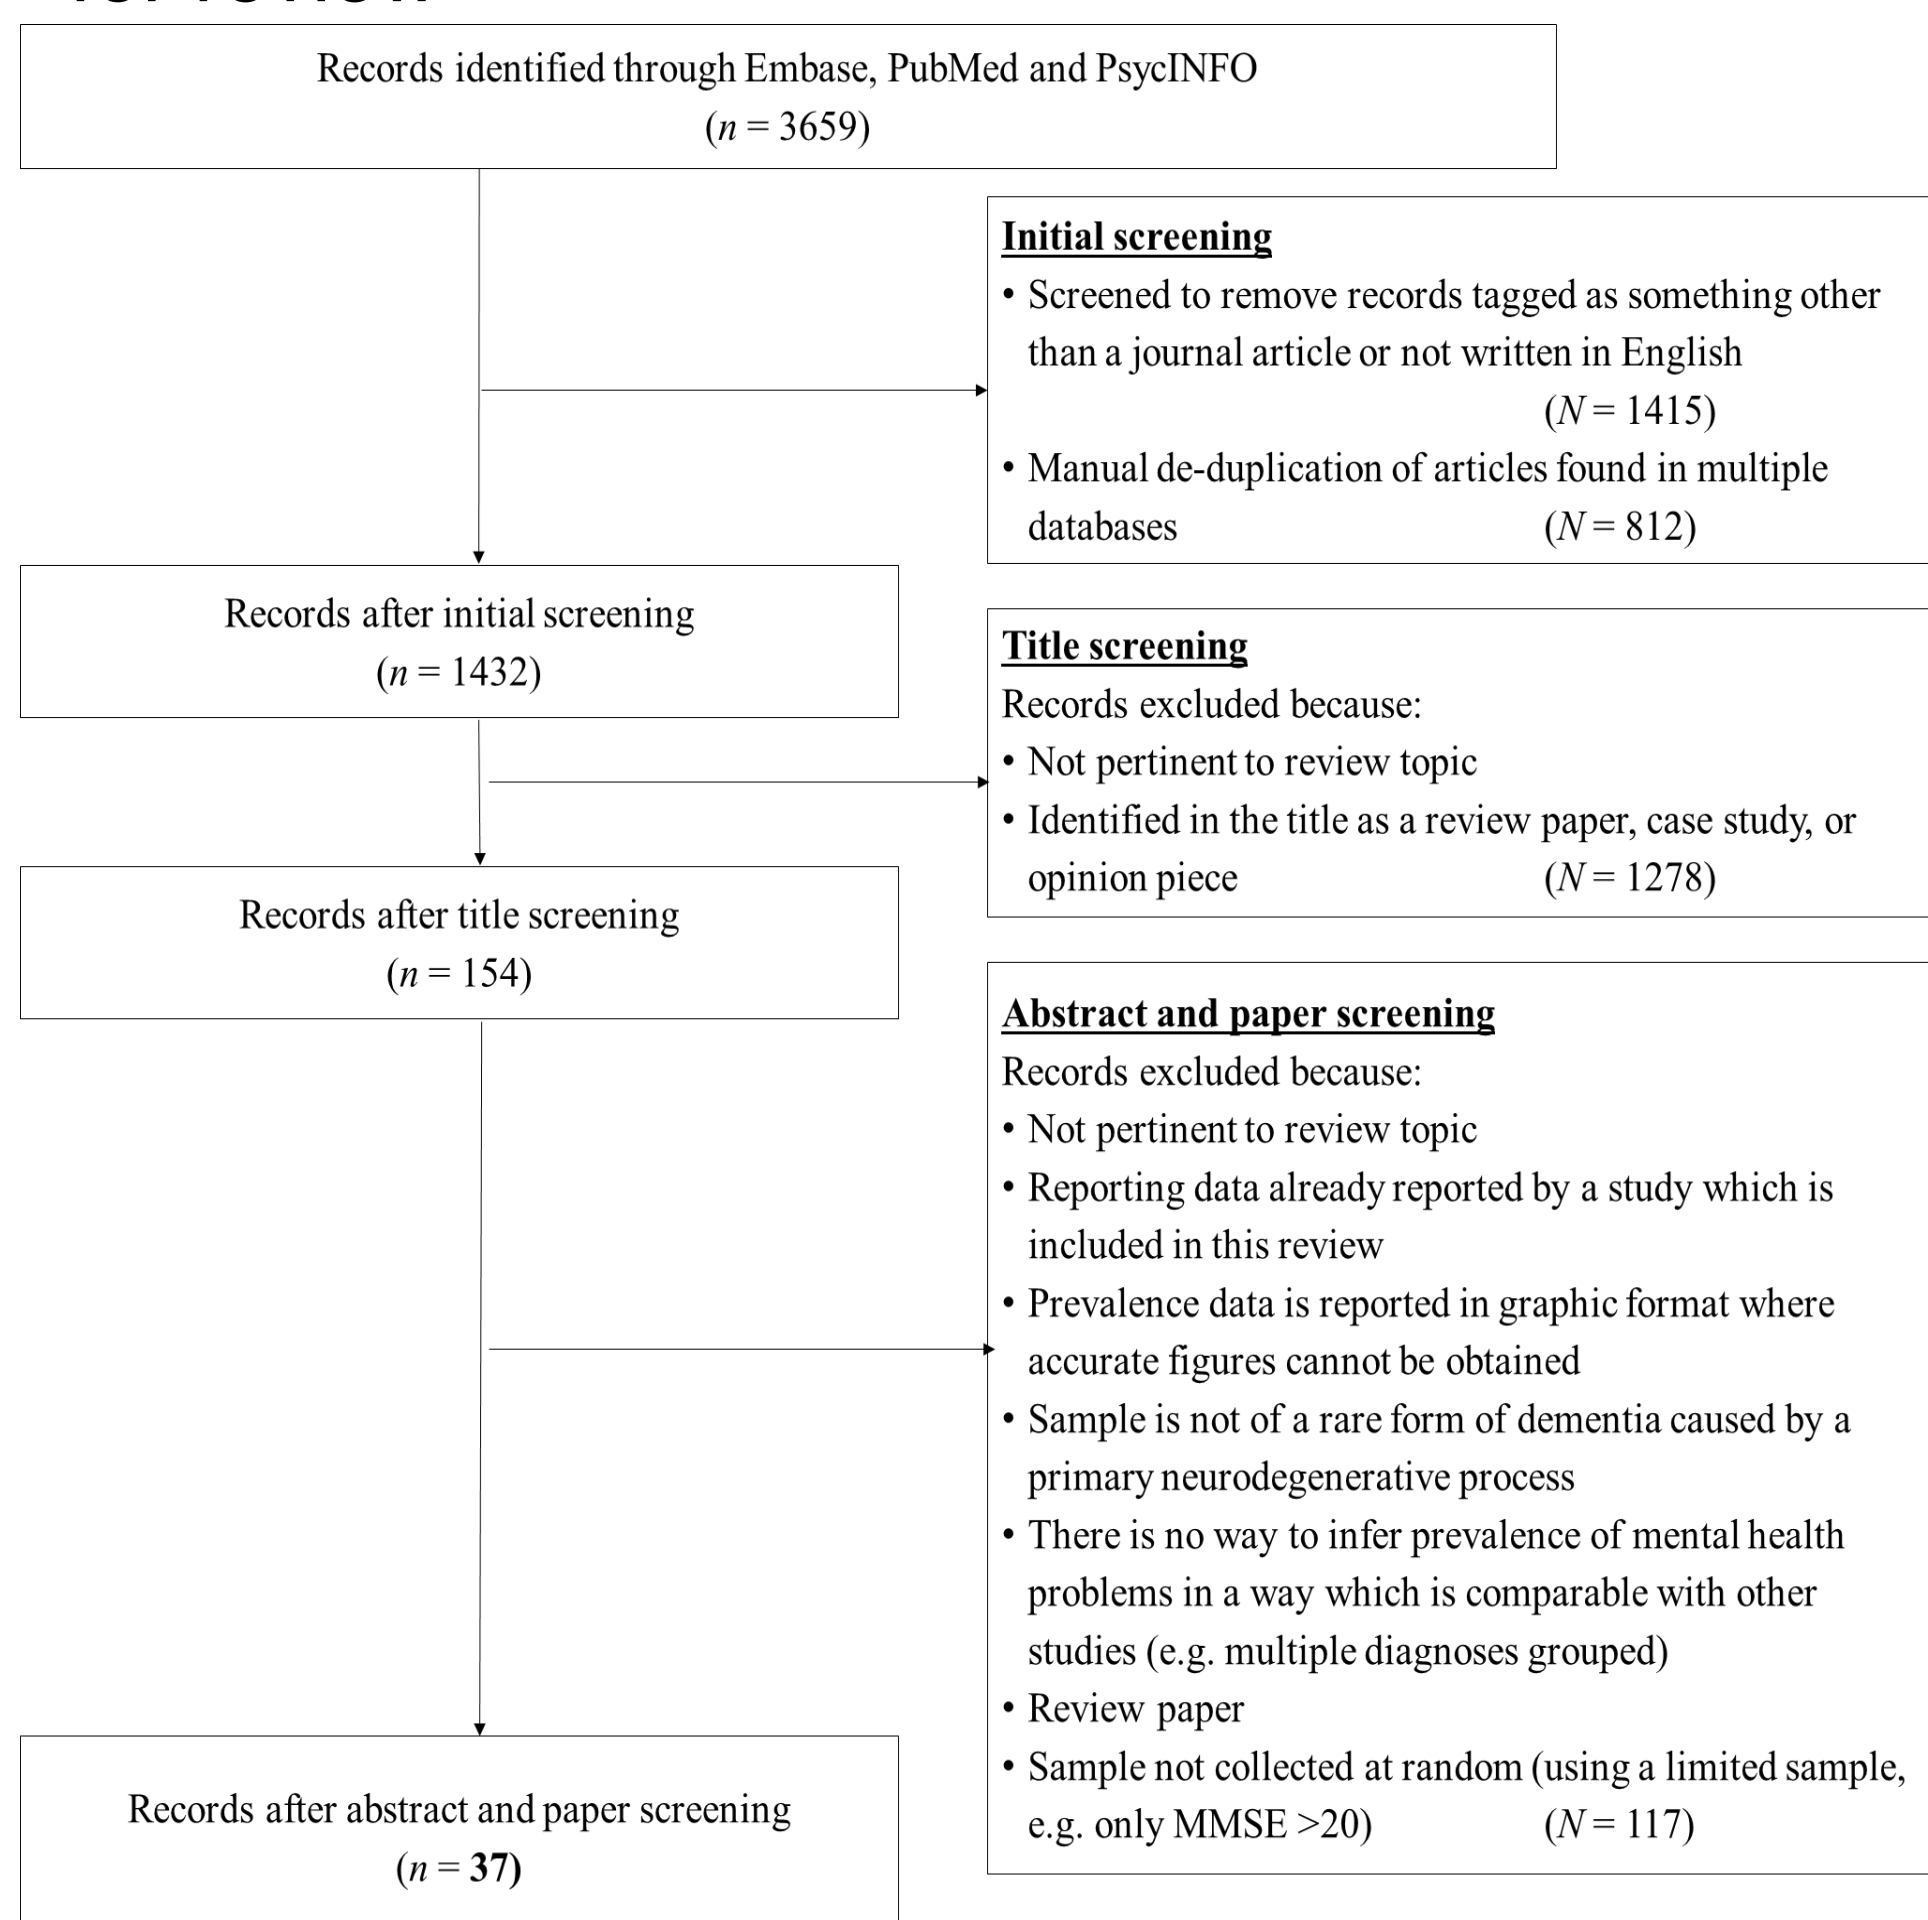 Records identified through Embase, PubMed and PsycINFO
(n = 3659)
Initial screening
• Screened to remove records tagged as something other
than a journal article or not written in English
(N = 1415)
• Manual de-duplication of articles found in multiple
databases (N = 812)
Records after initial screening
(n = 1432)
Title screening
Records excluded because:
• Not pertinent to review topic
• Identified in the title as a review paper, case study, or
opinion piece (N = 1278)
Records after title screening
(n = 154)
Abstract and paper screening
Records excluded because:
• Not pertinent to review topic
• Reporting data already reported by a study which is
included in this review
• Prevalence data is reported in graphic format where
accurate figures cannot be obtained
• Sample is not of a rare form of dementia caused by a
primary neurodegenerative process
• There is no way to infer prevalence of mental health
problems in a way which is comparable with other
studies (e.g. multiple diagnoses grouped)
• Review paper
• Sample not collected at random (using a limited sample,
e.g. only MMSE >20) (N = 117)
Records after abstract and paper screening
(n = 37)